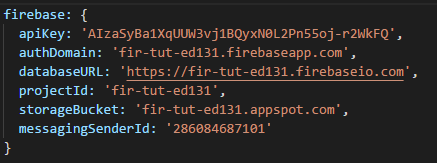 firebase: {
apiKey: 'AIzaSyBa1XqUUW3vj1BQyxN0L2Pn55oj-r2WkFQ',
authDomain: 'fir-tut-ed131.firebaseapp.com',
databaseURL: 'https://fir-tut-ed131.firebaseio.com',
projectId: 'fir-tut-ed131',
storageBucket: 'fir-tut-ed131.appspot.com',
messagingSenderId: '286084687101'
}